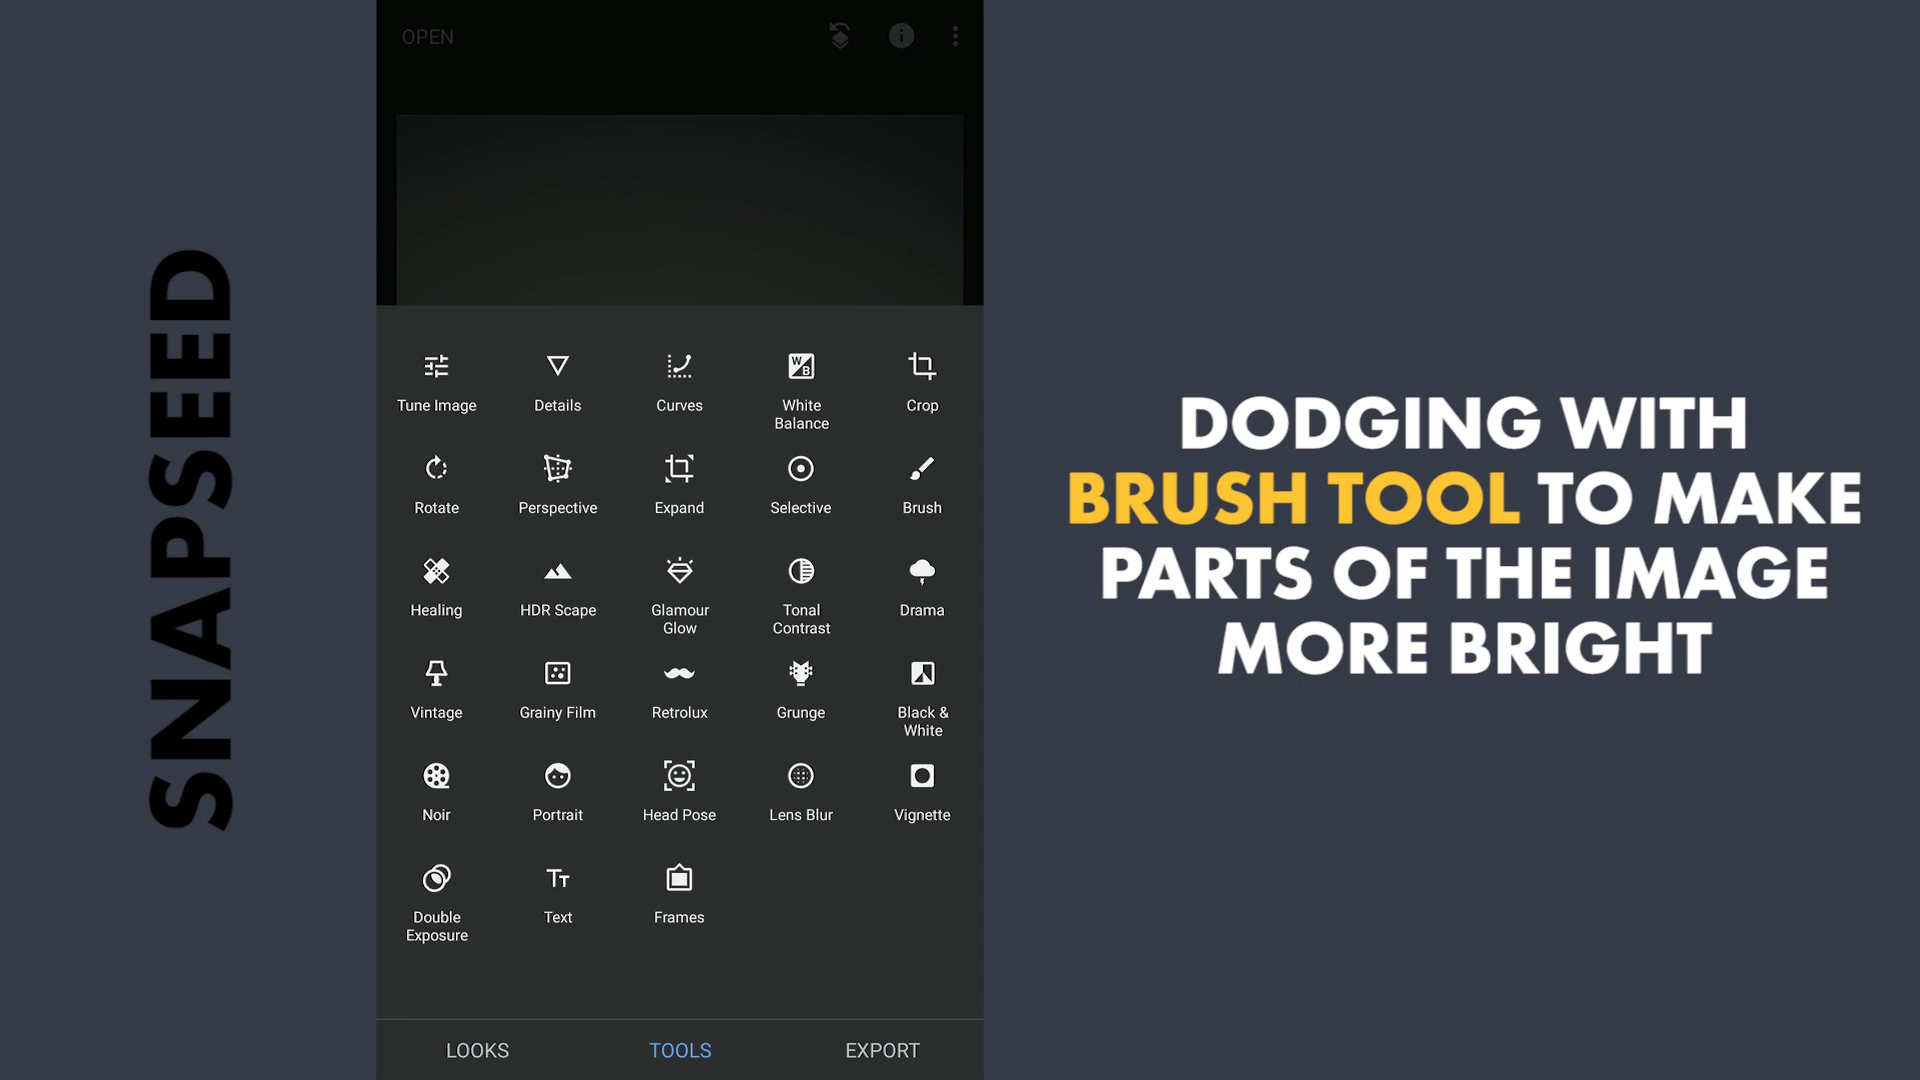 SNAPSEED
OPEN
Tune Image
Details
Curves
White
Balance
Crop
Rotate
Perspective
Expand
Selective
Brush
Healing
HDR Scape
Glamour
Glow
Tonal
Contrast
Drama
Vintage
Grainy Film
Retrolux
Grunge
Black &
White
Noir
Portrait
Head Pose
Lens Blur
Vignette
Double
Exposure
Text
Frames
LOOKS
TOOLS
EXPORT
DODGING WITH
BRUSH TOOL TO MAKE
PARTS OF THE IMAGE
MORE BRIGHT